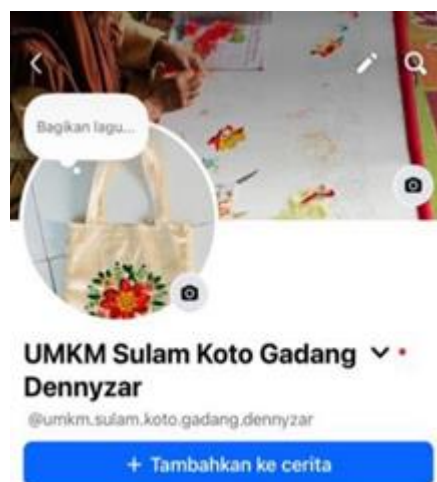 Bagikan lagu...
UMKM Sulam Koto Gadang
Dennyzar
@umkm.sulam.koto.gadang.dennyzar
+ Tambahkan ke cerita